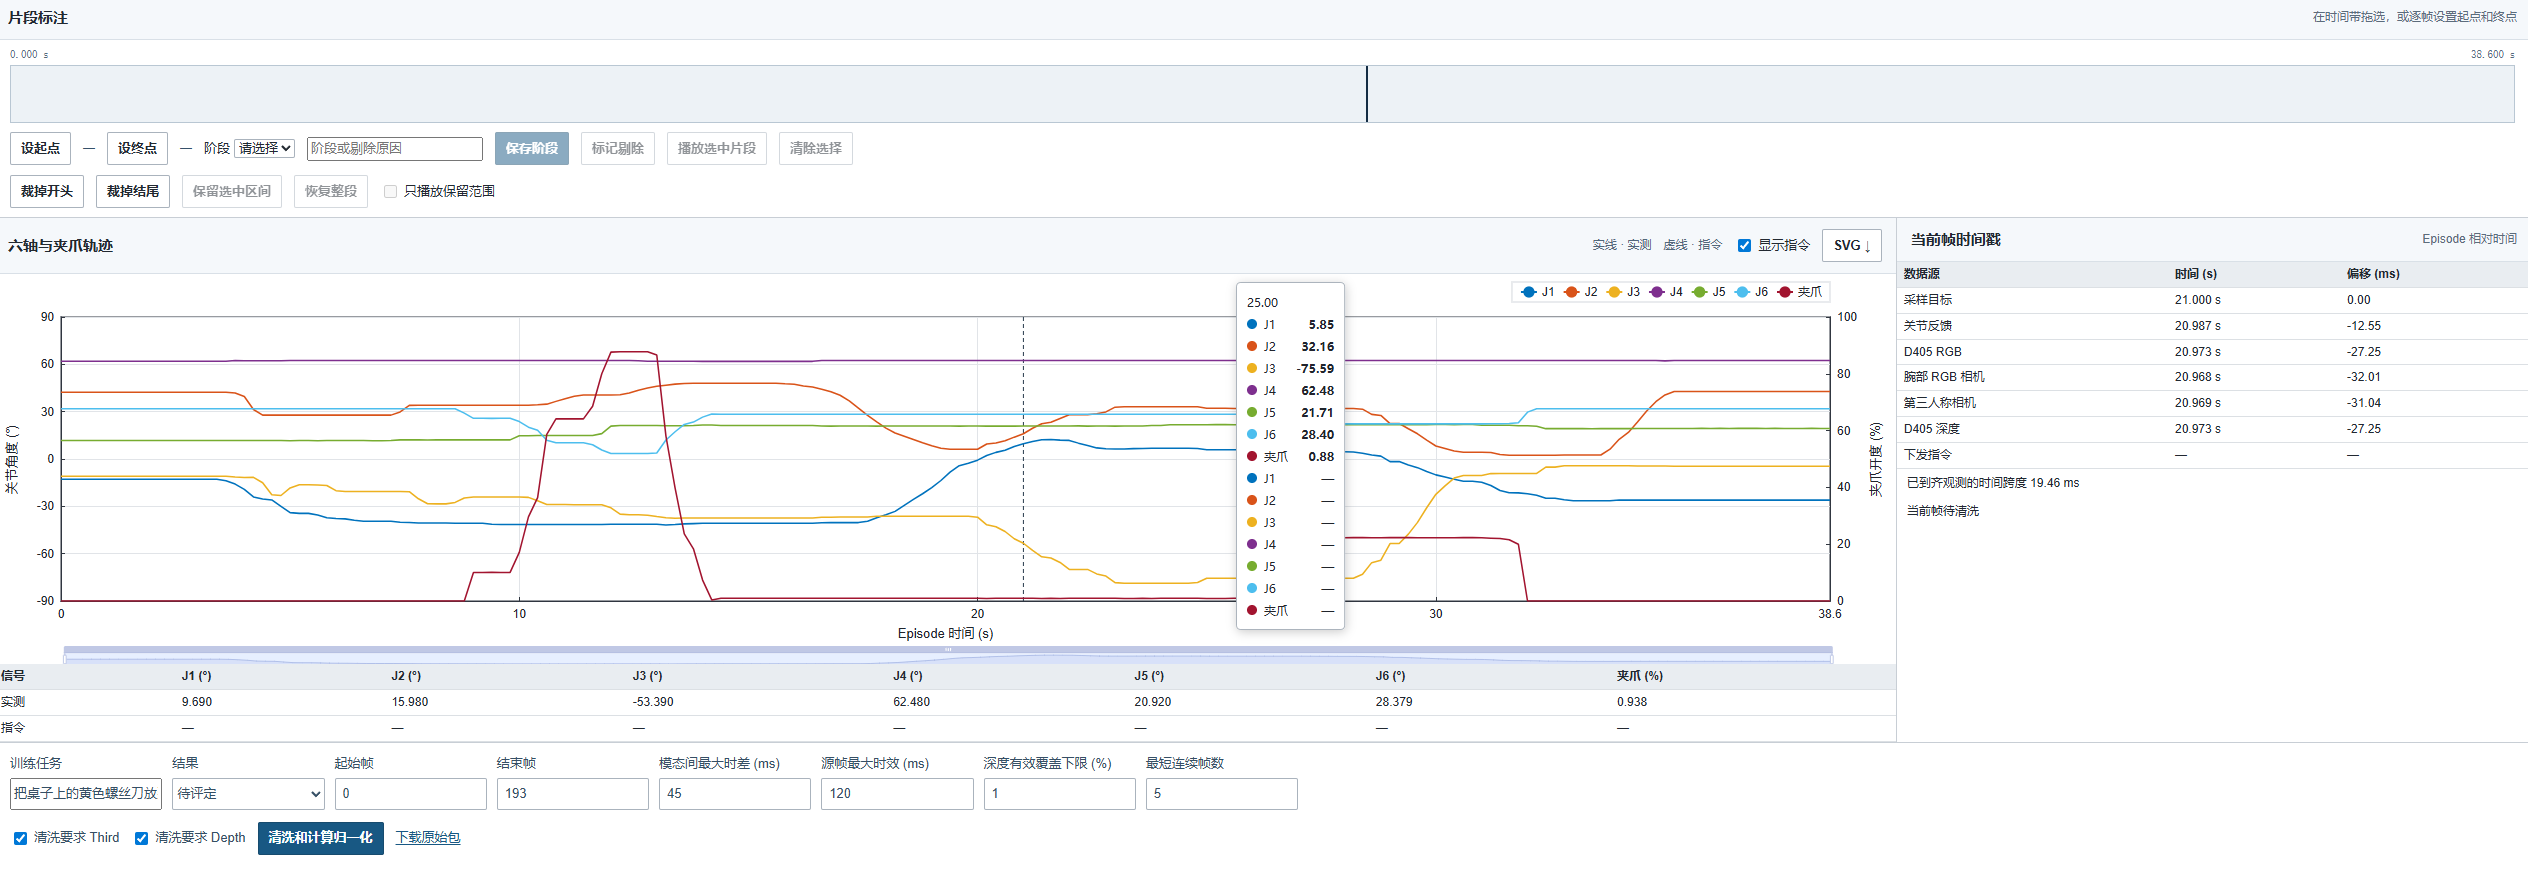 片段标注
在时间带拖选，或逐帧设置起点和终点
0.000 s
38.600 s
设起点 — 设终点 — 阶段 请选择 阶段或剔除原因 保存阶段 标记剔除 播放选中片段 清除选择
裁掉开头 裁掉结尾 保留选中区间 恢复整段 只播放保留范围
六轴与夹爪轨迹
实线 · 实测 虚线 · 指令 显示指令 SVG ↓
J1 J2 J3 J4 J5 J6 夹爪
关节角度 (°)
90
60
30
0
-30
-60
-90
夹爪开度 (%)
100
80
60
40
20
0
0 10 20 30 38.6
Episode 时间 (s)
25.00
J1 5.85
J2 32.16
J3 -75.59
J4 62.48
J5 21.71
J6 28.40
夹爪 0.88
J1 —
J2 —
J3 —
J4 —
J5 —
J6 —
夹爪 —
信号 J1 (°) J2 (°) J3 (°) J4 (°) J5 (°) J6 (°) 夹爪 (%)
实测 9.690 15.980 -53.390 62.480 20.920 28.379 0.938
指令 — — — — — — —
当前帧时间戳
Episode 相对时间
数据源 时间 (s) 偏移 (ms)
采样目标 21.000 s 0.00
关节反馈 20.987 s -12.55
D405 RGB 20.973 s -27.25
腕部 RGB 相机 20.968 s -32.01
第三人称相机 20.969 s -31.04
D405 深度 20.973 s -27.25
下发指令 — —
已到齐观测的时间跨度 19.46 ms
当前帧待清洗
训练任务 结果 起始帧 结束帧 模态间最大时差 (ms) 源帧最大时效 (ms) 深度有效覆盖下限 (%) 最短连续帧数
把桌子上的黄色螺丝刀放 待评定 0 193 45 120 1 5
清洗要求 Third 清洗要求 Depth 清洗和计算归一化 下载原始包